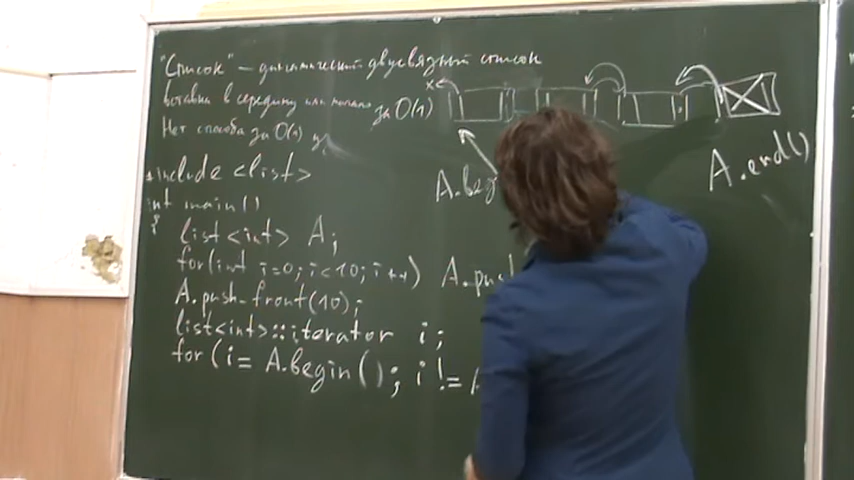 "Список" – динамический двусвязный список
вставка в середину или начало за O(1)
Нет способа за O(1)
#include <list>
int main()
{
list<int> A;
for(int i=0; i<10; i++) A.push
A.push_front(10);
list<int>::iterator i;
for (i= A.begin(); i !=
x
A.beg
A.end()